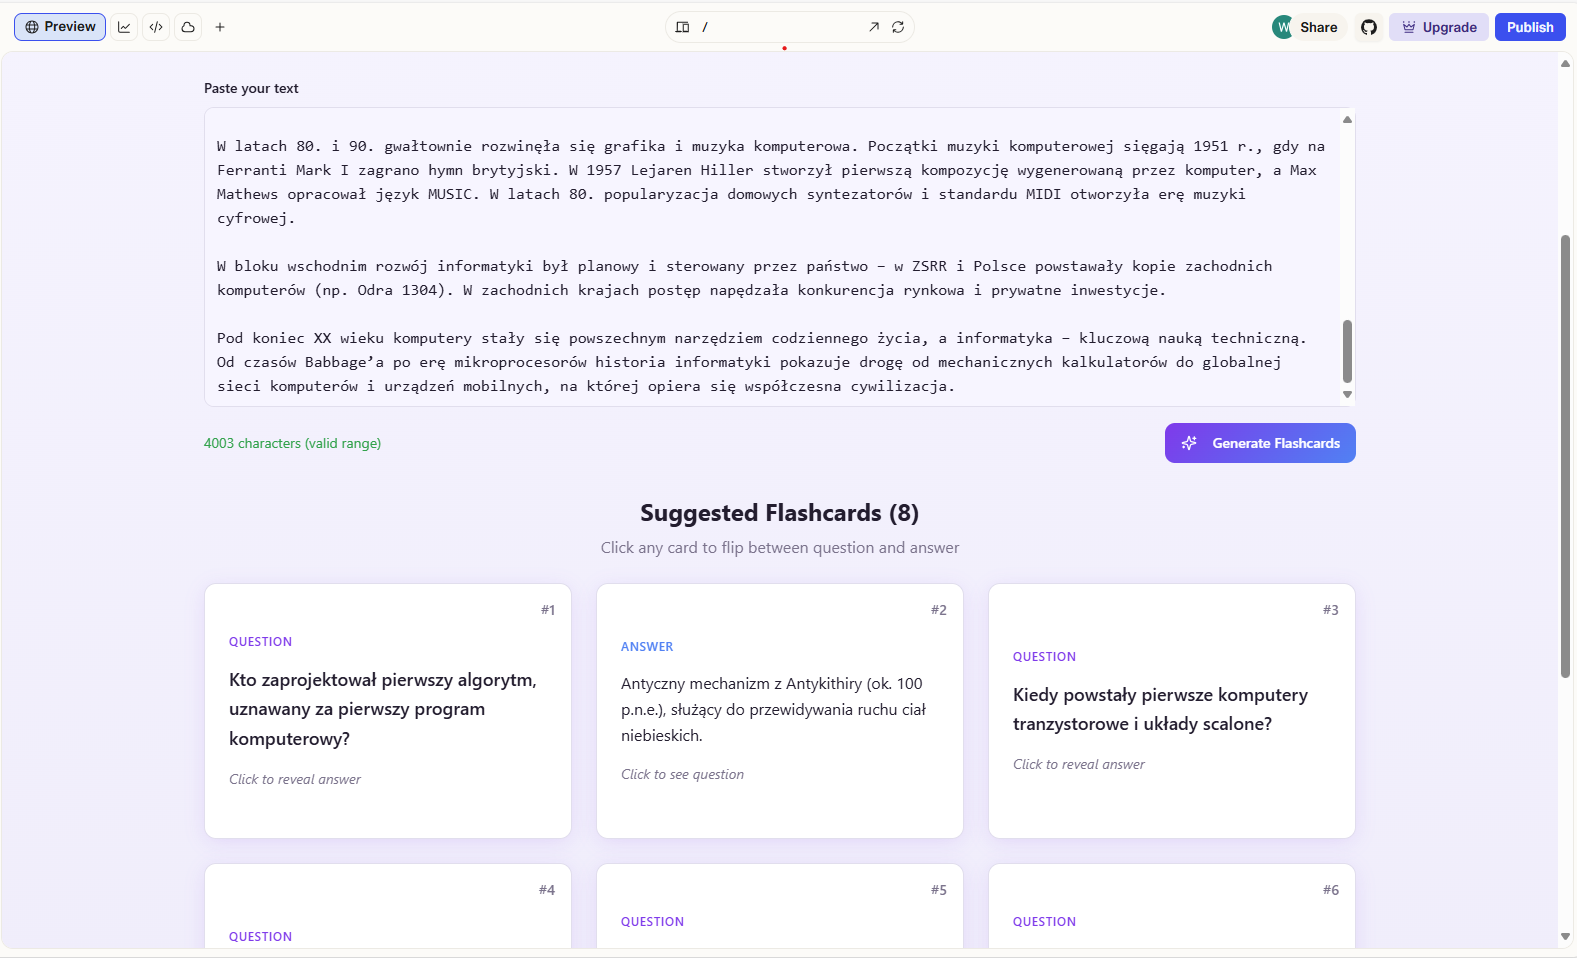 Preview
/
W
Share
Upgrade
Publish
Paste your text
W latach 80. i 90. gwałtownie rozwinęła się grafika i muzyka komputerowa. Początki muzyki komputerowej sięgają 1951 r., gdy na
Ferranti Mark I zagrano hymn brytyjski. W 1957 Lejaren Hiller stworzył pierwszą kompozycję wygenerowaną przez komputer, a Max
Mathews opracował język MUSIC. W latach 80. popularyzacja domowych syntezatorów i standardu MIDI otworzyła erę muzyki
cyfrowej.
W bloku wschodnim rozwój informatyki był planowy i sterowany przez państwo – w ZSRR i Polsce powstawały kopie zachodnich
komputerów (np. Odra 1304). W zachodnich krajach postęp napędzała konkurencja rynkowa i prywatne inwestycje.
Pod koniec XX wieku komputery stały się powszechnym narzędziem codziennego życia, a informatyka – kluczową nauką techniczną.
Od czasów Babbage’a po erę mikroprocesorów historia informatyki pokazuje drogę od mechanicznych kalkulatorów do globalnej
sieci komputerów i urządzeń mobilnych, na której opiera się współczesna cywilizacja.
4003 characters (valid range)
Generate Flashcards
Suggested Flashcards (8)
Click any card to flip between question and answer
#1
QUESTION
Kto zaprojektował pierwszy algorytm,
uznawany za pierwszy program
komputerowy?
Click to reveal answer
#2
ANSWER
Antyczny mechanizm z Antykithiry (ok. 100
p.n.e.), służący do przewidywania ruchu ciał
niebieskich.
Click to see question
#3
QUESTION
Kiedy powstały pierwsze komputery
tranzystorowe i układy scalone?
Click to reveal answer
#4
QUESTION
#5
QUESTION
#6
QUESTION